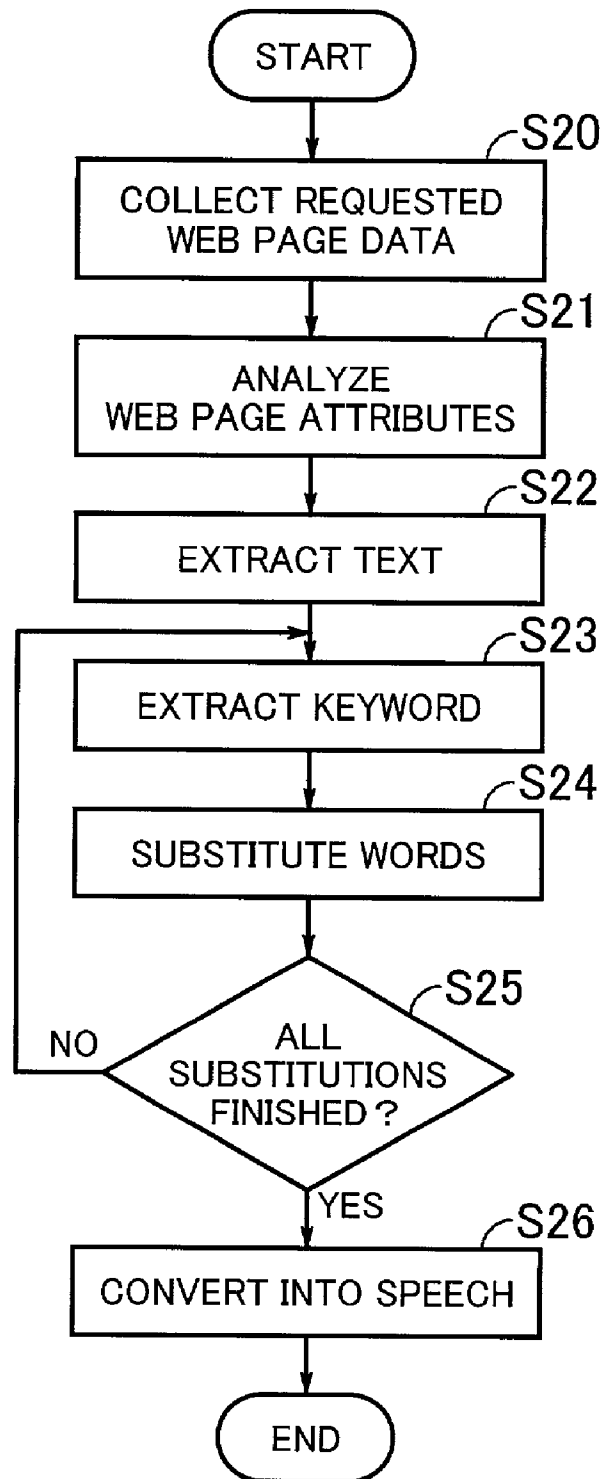 START
S20
COLLECT REQUESTED
WEB PAGE DATA
S21
ANALYZE
WEB PAGE ATTRIBUTES
S22
EXTRACT TEXT
S23
EXTRACT KEYWORD
S24
SUBSTITUTE WORDS
S25
ALL
SUBSTITUTIONS
FINISHED ?
NO
YES
S26
CONVERT INTO SPEECH
END